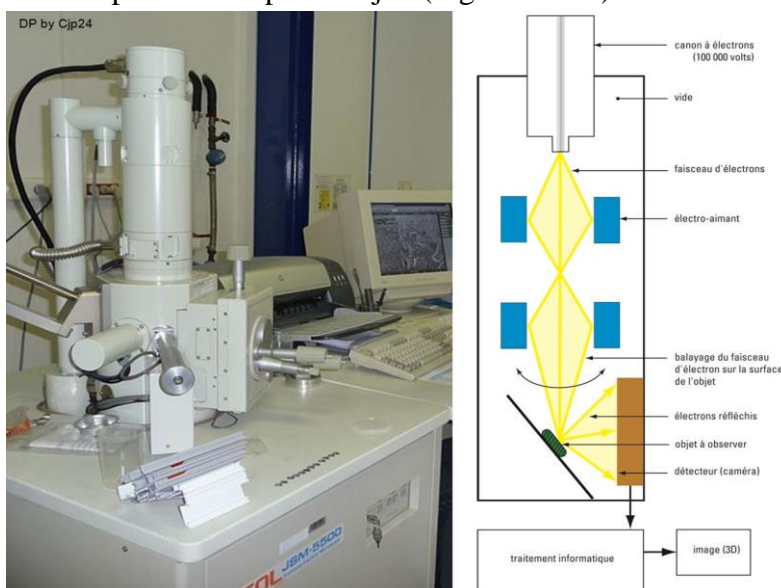 DP by Cjp24
JSM-5500
canon à électrons
(100 000 volts)
vide
faisceau d'électrons
électro-aimant
balayage du faisceau
d'électron sur la surface
de l'objet
électrons réfléchis
objet à observer
détecteur (caméra)
traitement informatique
image (3D)